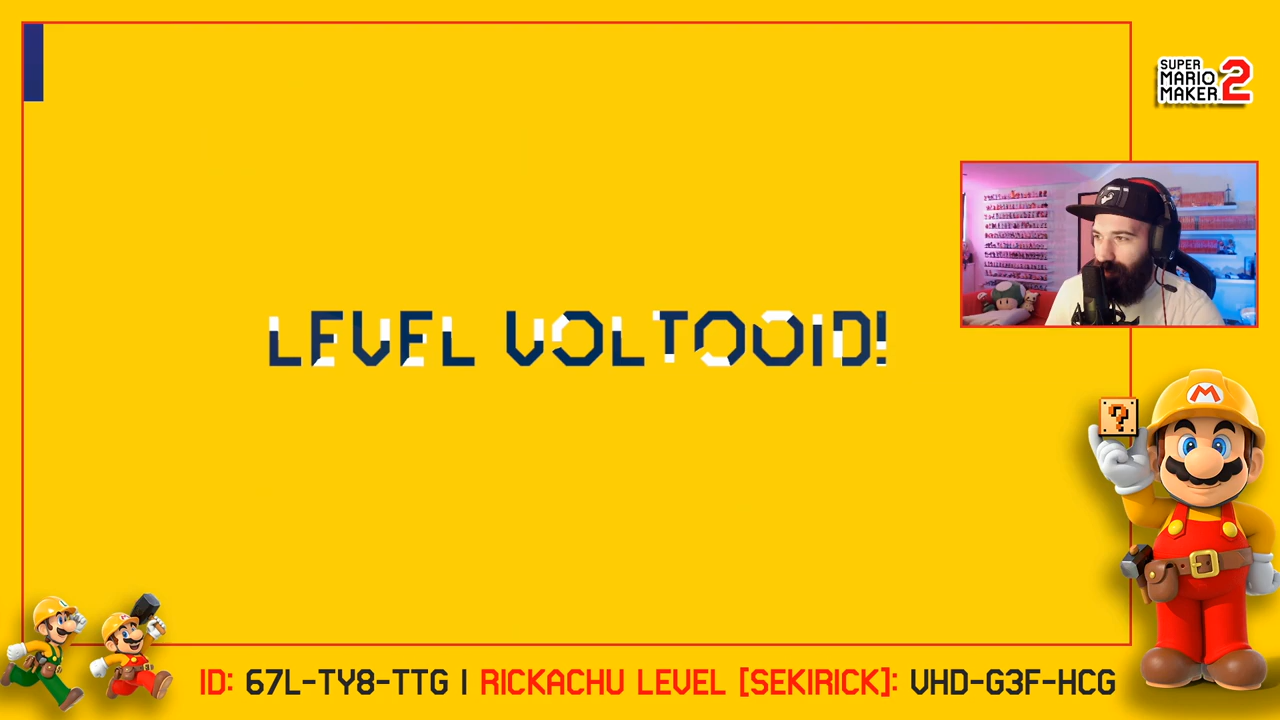 SUPER
MARIO
MAKER 2
LEVEL VOLTOOID!
ID: 67L-TY8-TTG | RICKACHU LEVEL [SEKIRICK]: VHD-G3F-HCG